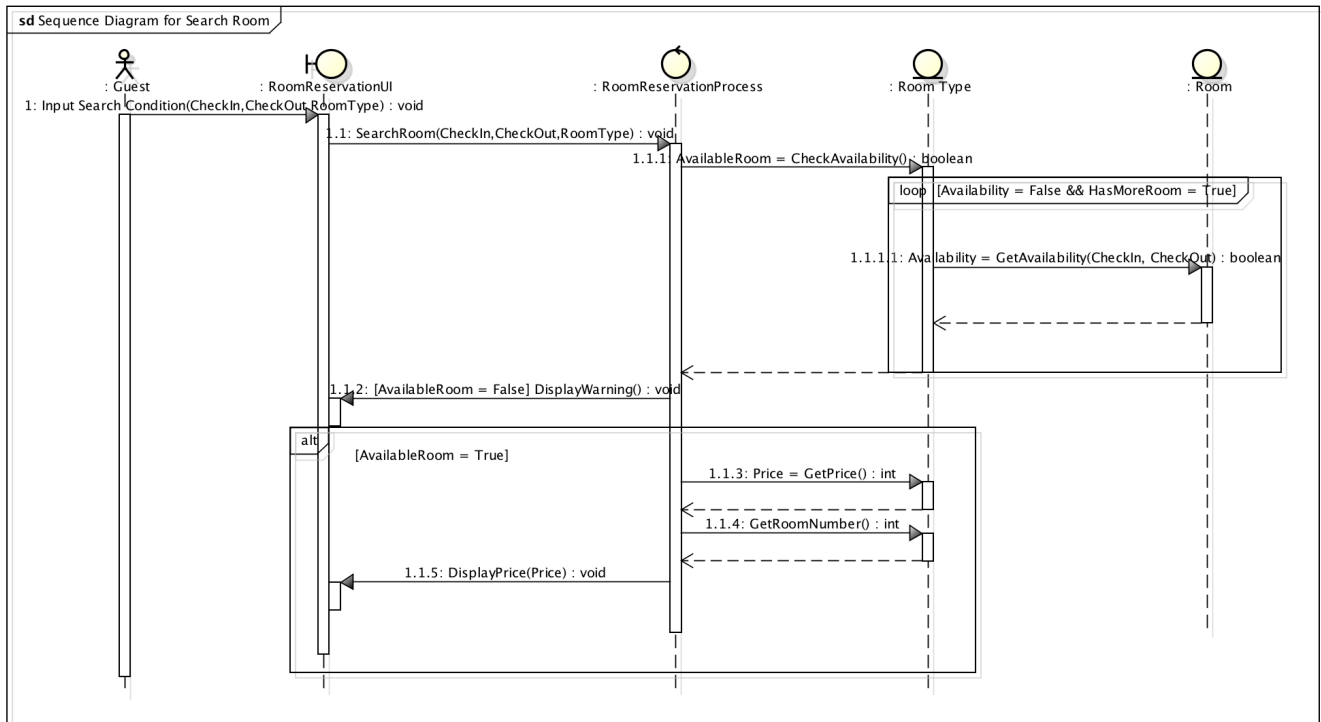 sd Sequence Diagram for Search Room
: Guest
: RoomReservationUI
: RoomReservationProcess
: Room Type
: Room
1: Input Search Condition(CheckIn,CheckOut,RoomType) : void
1.1: SearchRoom(CheckIn,CheckOut,RoomType) : void
1.1.1: AvailableRoom = CheckAvailability() : boolean
loop [Availability = False && HasMoreRoom = True]
1.1.1.1: Availability = GetAvailability(CheckIn, CheckOut) : boolean
1.1.2: [AvailableRoom = False] DisplayWarning() : void
alt
[AvailableRoom = True]
1.1.3: Price = GetPrice() : int
1.1.4: GetRoomNumber() : int
1.1.5: DisplayPrice(Price) : void